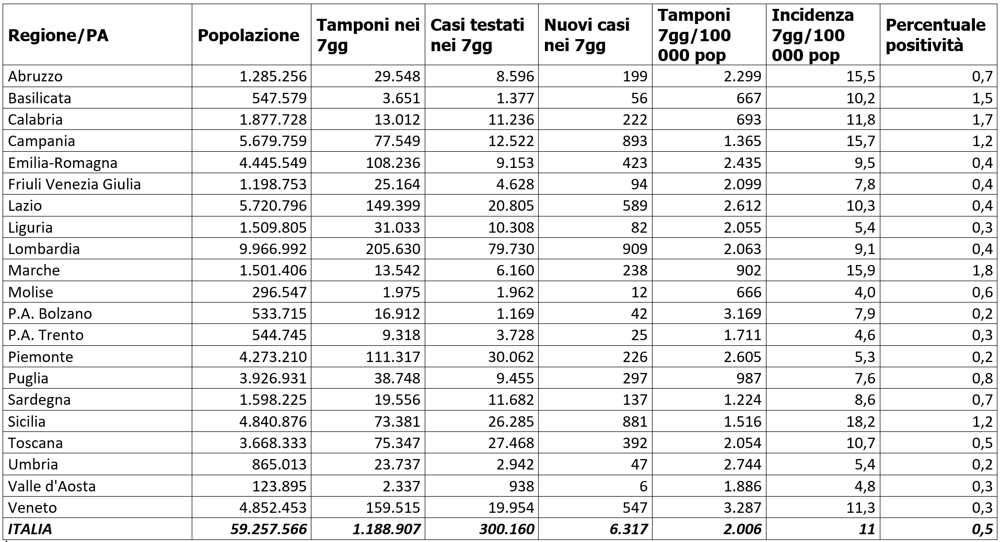 Regione/PA Popolazione Tamponi nei 7gg Casi testati nei 7gg Nuovi casi nei 7gg Tamponi 7gg/100 000 pop Incidenza 7gg/100 000 pop Percentuale positività
Abruzzo 1.285.256 29.548 8.596 199 2.299 15,5 0,7
Basilicata 547.579 3.651 1.377 56 667 10,2 1,5
Calabria 1.877.728 13.012 11.236 222 693 11,8 1,7
Campania 5.679.759 77.549 12.522 893 1.365 15,7 1,2
Emilia-Romagna 4.445.549 108.236 9.153 423 2.435 9,5 0,4
Friuli Venezia Giulia 1.198.753 25.164 4.628 94 2.099 7,8 0,4
Lazio 5.720.796 149.399 20.805 589 2.612 10,3 0,4
Liguria 1.509.805 31.033 10.308 82 2.055 5,4 0,3
Lombardia 9.966.992 205.630 79.730 909 2.063 9,1 0,4
Marche 1.501.406 13.542 6.160 238 902 15,9 1,8
Molise 296.547 1.975 1.962 12 666 4,0 0,6
P.A. Bolzano 533.715 16.912 1.169 42 3.169 7,9 0,2
P.A. Trento 544.745 9.318 3.728 25 1.711 4,6 0,3
Piemonte 4.273.210 111.317 30.062 226 2.605 5,3 0,2
Puglia 3.926.931 38.748 9.455 297 987 7,6 0,8
Sardegna 1.598.225 19.556 11.682 137 1.224 8,6 0,7
Sicilia 4.840.876 73.381 26.285 881 1.516 18,2 1,2
Toscana 3.668.333 75.347 27.468 392 2.054 10,7 0,5
Umbria 865.013 23.737 2.942 47 2.744 5,4 0,2
Valle d'Aosta 123.895 2.337 938 6 1.886 4,8 0,3
Veneto 4.852.453 159.515 19.954 547 3.287 11,3 0,3
ITALIA 59.257.566 1.188.907 300.160 6.317 2.006 11 0,5